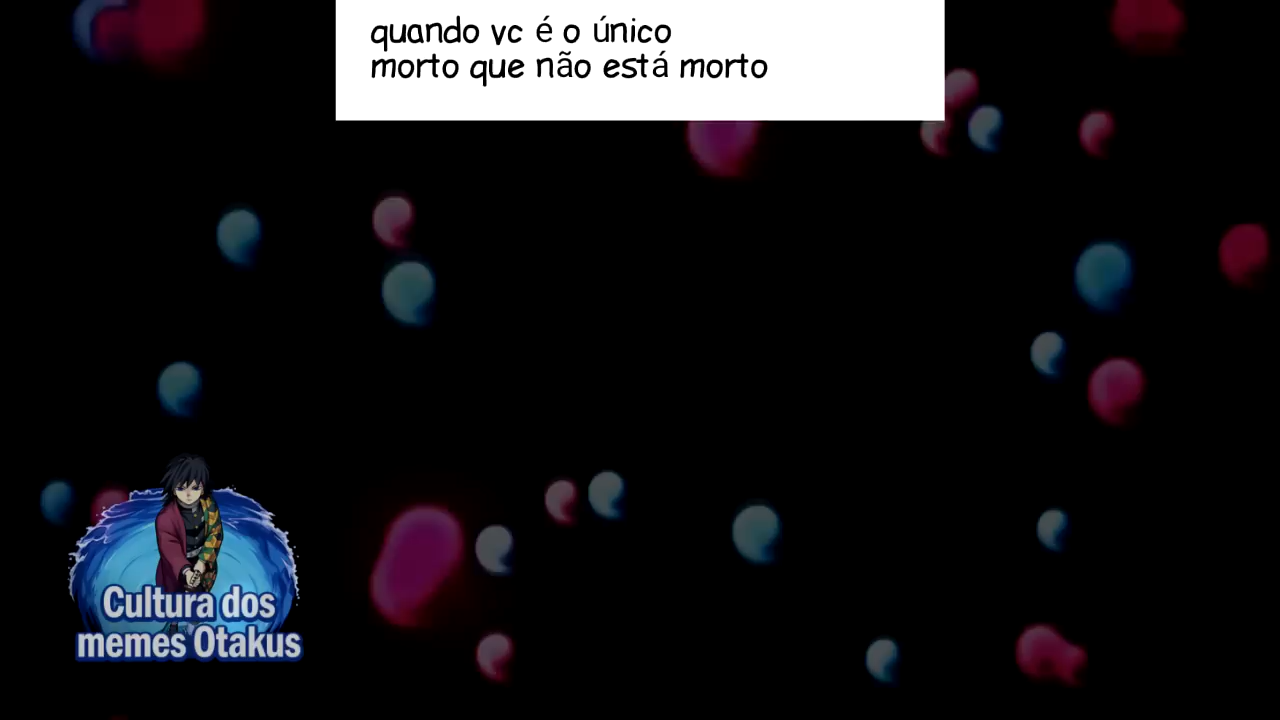 quando vc é o único
morto que não está morto
Cultura dos
memes Otakus